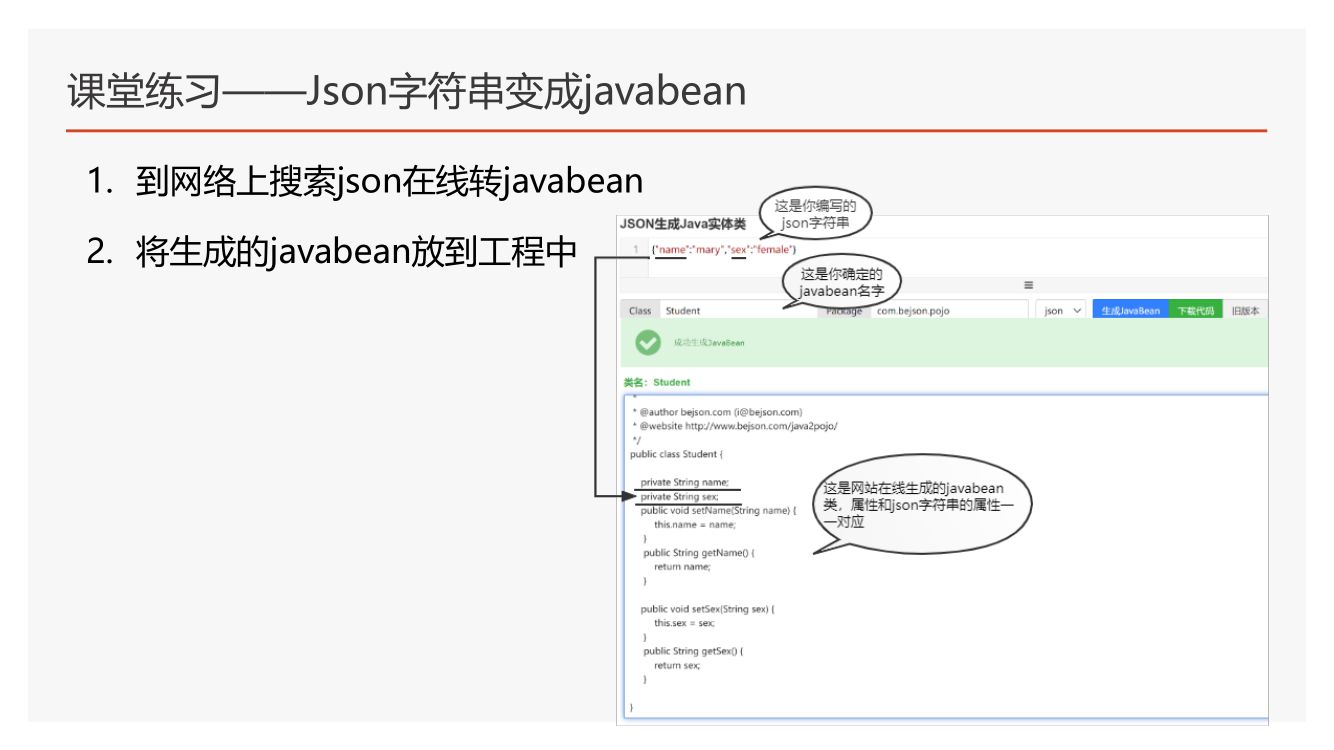 课堂练习——Json字符串变成javabean
1. 到网络上搜索json在线转javabean
2. 将生成的javabean放到工程中
这是你编写的
json字符串
JSON生成Java实体类
1 {"name":"mary","sex":"female"}
这是你确定的
javabean名字
Class Student Package com.bejson.pojo json 生成JavaBean 下载代码 旧版本
成功生成JavaBean
类名：Student
*
* @author bejson.com (i@bejson.com)
* @website http://www.bejson.com/java2pojo/
*/
public class Student {
private String name;
private String sex;
public void setName(String name) {
this.name = name;
}
public String getName() {
return name;
}
public void setSex(String sex) {
this.sex = sex;
}
public String getSex() {
return sex;
}
}
这是网站在线生成的javabean
类，属性和json字符串的属性一
一对应